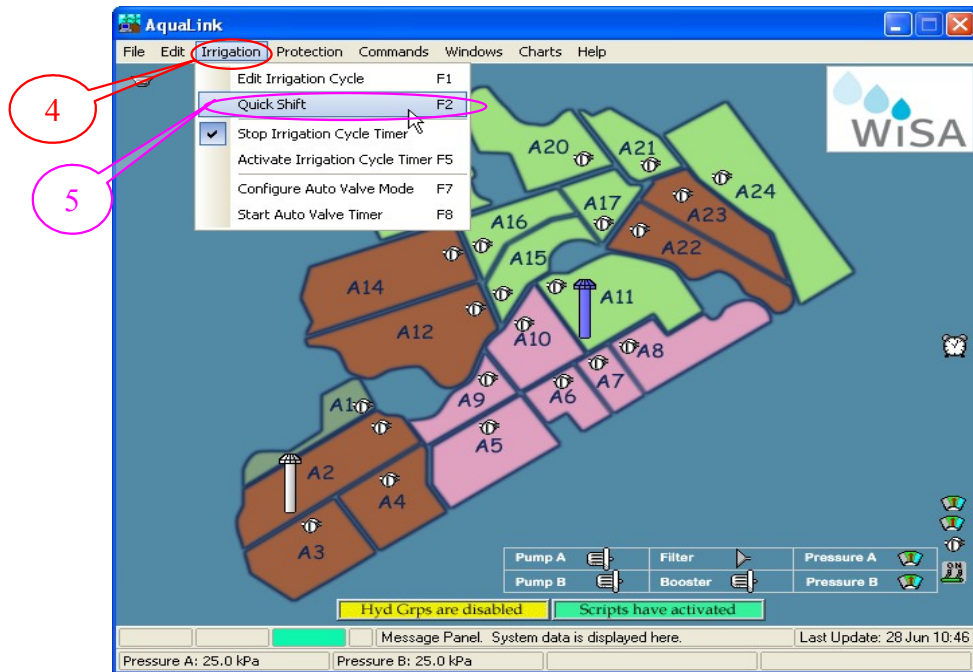 AquaLink
File Edit Irrigation Protection Commands Windows Charts Help
4
Edit Irrigation Cycle F1
Quick Shift F2
Stop Irrigation Cycle Timer
Activate Irrigation Cycle Timer F5
Configure Auto Valve Mode F7
Start Auto Valve Timer F8
5
WiSA
A20
A21
A24
A17
A23
A16
A22
A15
A14
A11
A12
A10
A8
A7
A6
A9
A1
A5
A2
A4
A3
ON
Pump A Filter Pressure A
Pump B Booster Pressure B
Hyd Grps are disabled Scripts have activated
Message Panel. System data is displayed here. Last Update: 28 Jun 10:46
Pressure A: 25.0 kPa Pressure B: 25.0 kPa